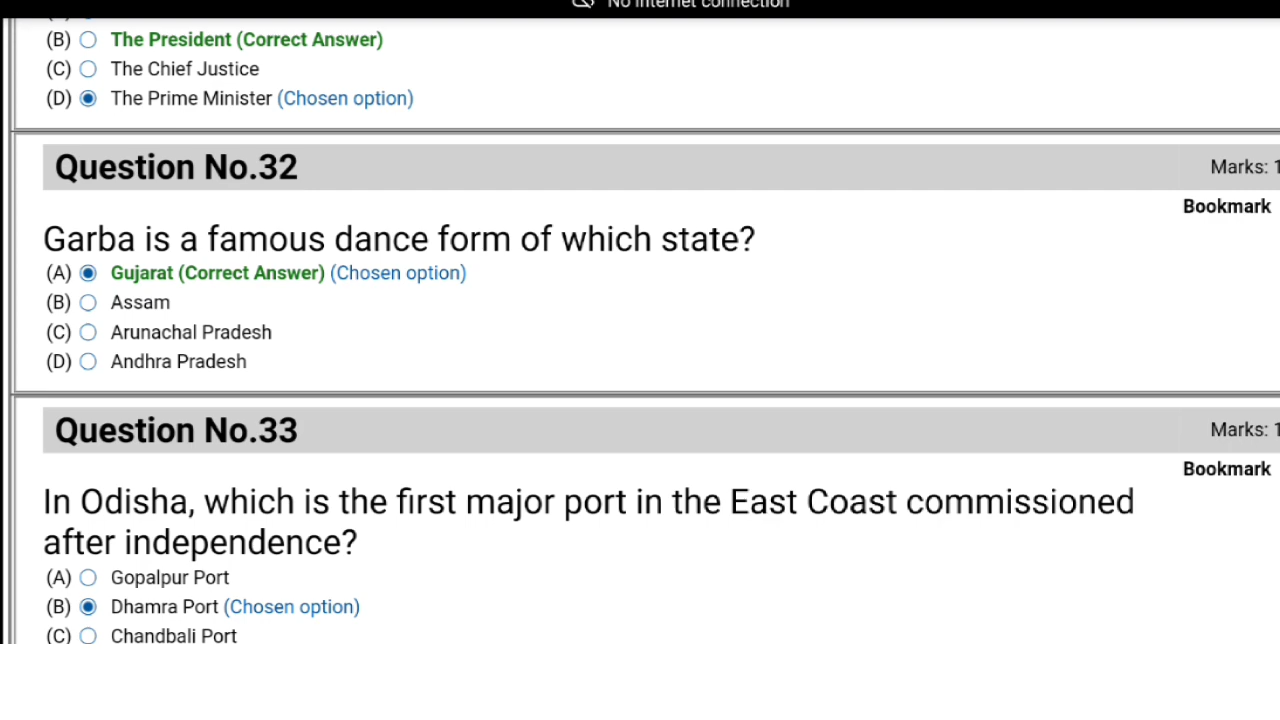 No internet connection
(B) The President (Correct Answer)
(C) The Chief Justice
(D) The Prime Minister (Chosen option)
Question No.32 Marks: 1
Bookmark
Garba is a famous dance form of which state?
(A) Gujarat (Correct Answer) (Chosen option)
(B) Assam
(C) Arunachal Pradesh
(D) Andhra Pradesh
Question No.33 Marks: 1
Bookmark
In Odisha, which is the first major port in the East Coast commissioned
after independence?
(A) Gopalpur Port
(B) Dhamra Port (Chosen option)
(C) Chandbali Port